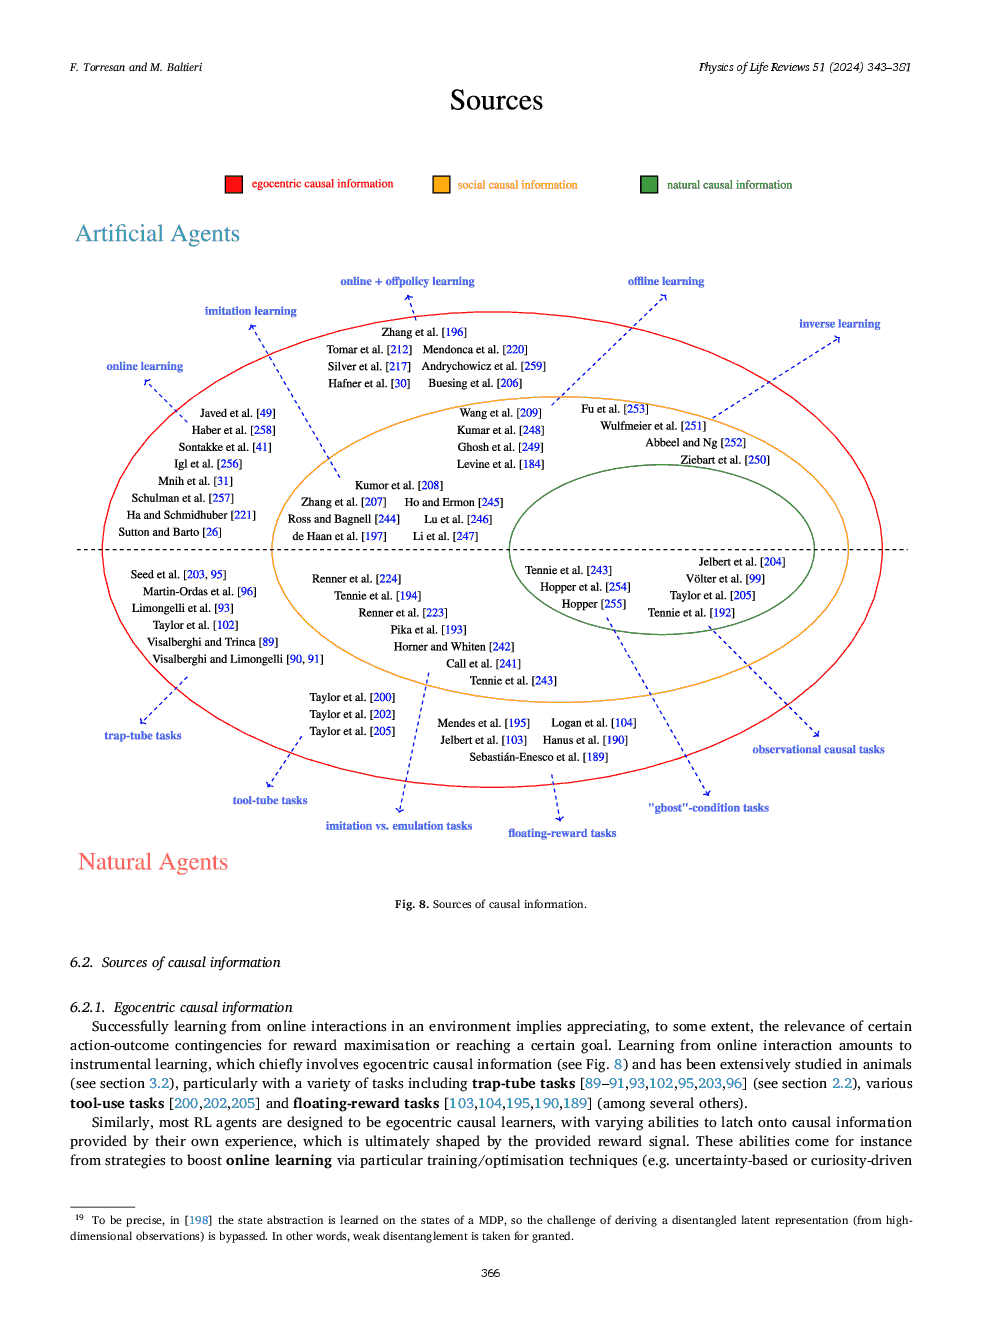 F. Torresan and M. Baltieri
Physics of Life Reviews 51 (2024) 343–381
Sources
egocentric causal information
social causal information
natural causal information
Artificial Agents
online + offpolicy learning
offline learning
imitation learning
inverse learning
online learning
Zhang et al. [196]
Tomar et al. [212] Mendonca et al. [220]
Silver et al. [217] Andrychowicz et al. [259]
Hafner et al. [30] Buesing et al. [206]
Javed et al. [49]
Haber et al. [258]
Sontakke et al. [41]
Igl et al. [256]
Mnih et al. [31]
Schulman et al. [257]
Ha and Schmidhuber [221]
Sutton and Barto [26]
Wang et al. [209]
Kumar et al. [248]
Ghosh et al. [249]
Levine et al. [184]
Fu et al. [253]
Wulfmeier et al. [251]
Abbeel and Ng [252]
Ziebart et al. [250]
Kumor et al. [208]
Zhang et al. [207] Ho and Ermon [245]
Ross and Bagnell [244] Lu et al. [246]
de Haan et al. [197] Li et al. [247]
Seed et al. [203, 95]
Martin-Ordas et al. [96]
Limongelli et al. [93]
Taylor et al. [102]
Visalberghi and Trinca [89]
Visalberghi and Limongelli [90, 91]
Renner et al. [224]
Tennie et al. [194]
Renner et al. [223]
Pika et al. [193]
Horner and Whiten [242]
Call et al. [241]
Tennie et al. [243]
Tennie et al. [243]
Hopper et al. [254]
Hopper [255]
Jelbert et al. [204]
Völter et al. [99]
Taylor et al. [205]
Tennie et al. [192]
Taylor et al. [200]
Taylor et al. [202]
Taylor et al. [205]
Mendes et al. [195] Logan et al. [104]
Jelbert et al. [103] Hanus et al. [190]
Sebastián-Enesco et al. [189]
trap-tube tasks
observational causal tasks
tool-tube tasks
"ghost"-condition tasks
imitation vs. emulation tasks
floating-reward tasks
Natural Agents
Fig. 8. Sources of causal information.
6.2. Sources of causal information
6.2.1. Egocentric causal information
Successfully learning from online interactions in an environment implies appreciating, to some extent, the relevance of certain
action-outcome contingencies for reward maximisation or reaching a certain goal. Learning from online interaction amounts to
instrumental learning, which chiefly involves egocentric causal information (see Fig. 8) and has been extensively studied in animals
(see section 3.2), particularly with a variety of tasks including trap-tube tasks [89–91,93,102,95,203,96] (see section 2.2), various
tool-use tasks [200,202,205] and floating-reward tasks [103,104,195,190,189] (among several others).
Similarly, most RL agents are designed to be egocentric causal learners, with varying abilities to latch onto causal information
provided by their own experience, which is ultimately shaped by the provided reward signal. These abilities come for instance
from strategies to boost online learning via particular training/optimisation techniques (e.g. uncertainty-based or curiosity-driven
19 To be precise, in [198] the state abstraction is learned on the states of a MDP, so the challenge of deriving a disentangled latent representation (from high-
dimensional observations) is bypassed. In other words, weak disentanglement is taken for granted.
366